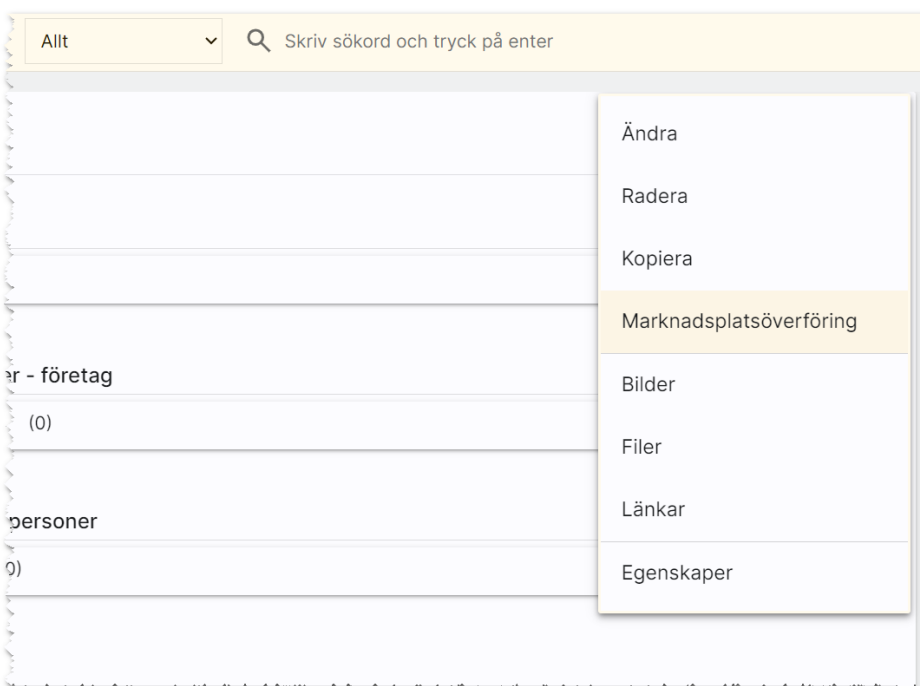 Allt
Skriv sökord och tryck på enter
Ändra
Radera
Kopiera
Marknadsplatsöverföring
- företag
(0)
Bilder
Filer
Länkar
personer
0)
Egenskaper